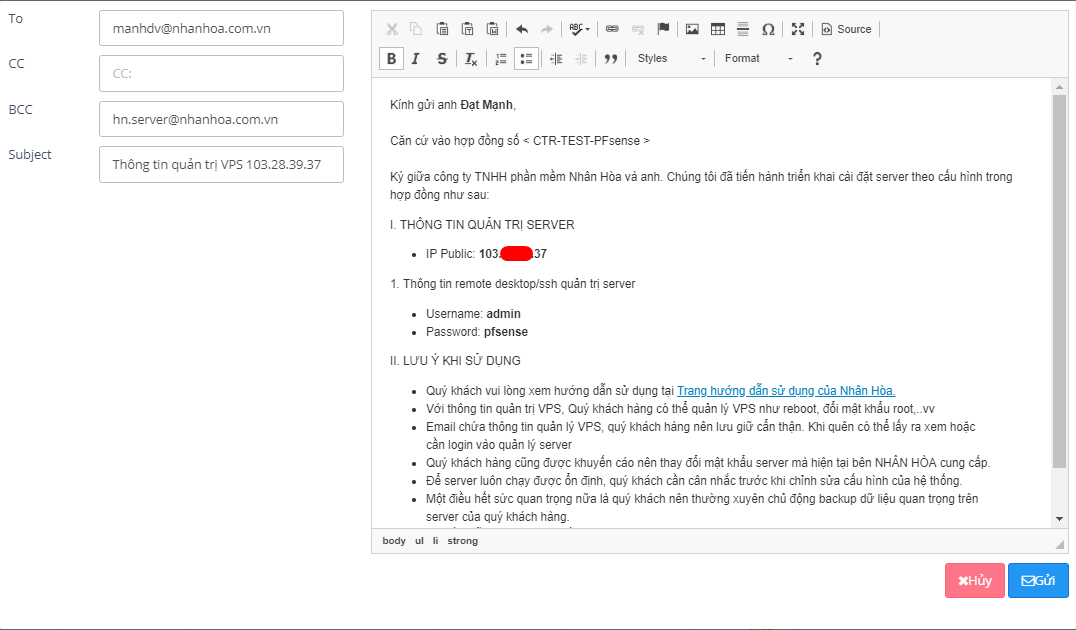 To
manhdv@nhanhoa.com.vn
CC
CC:
BCC
hn.server@nhanhoa.com.vn
Subject
Thông tin quản trị VPS 103.28.39.37
ABC
Source
B I S Ix
Styles
Format
?
Kính gửi anh Đạt Mạnh,
Căn cứ vào hợp đồng số < CTR-TEST-PFsense >
Ký giữa công ty TNHH phần mềm Nhân Hòa và anh. Chúng tôi đã tiến hành triển khai cài đặt server theo cấu hình trong
hợp đồng như sau:
I. THÔNG TIN QUẢN TRỊ SERVER
• IP Public: 103. .37
1. Thông tin remote desktop/ssh quản trị server
• Username: admin
• Password: pfsense
II. LƯU Ý KHI SỬ DỤNG
• Quý khách vui lòng xem hướng dẫn sử dụng tại Trang hướng dẫn sử dụng của Nhân Hòa.
• Với thông tin quản trị VPS, Quý khách hàng có thể quản lý VPS như reboot, đổi mật khẩu root,..vv
• Email chứa thông tin quản lý VPS, quý khách hàng nên lưu giữ cẩn thận. Khi quên có thể lấy ra xem hoặc
cần login vào quản lý server
• Quý khách hàng cũng được khuyến cáo nên thay đổi mật khẩu server mà hiện tại bên NHÂN HÒA cung cấp.
• Để server luôn chạy được ổn định, quý khách cần cân nhắc trước khi chỉnh sửa cấu hình của hệ thống.
• Một điều hết sức quan trọng nữa là quý khách nên thường xuyên chủ động backup dữ liệu quan trọng trên
server của quý khách hàng.
body ul li strong
Hủy
Gửi